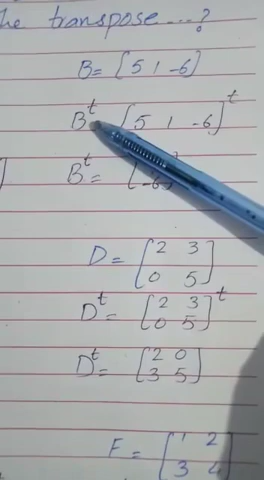 the transpose....?
B = [5 1 -6]
B^t [5 1 -6]^t
B^t = [ -6
D = [2 3
0 5]
D^t = [2 3
0 5]^t
D^t = [2 0
3 5]
F = [1 2
3 4]